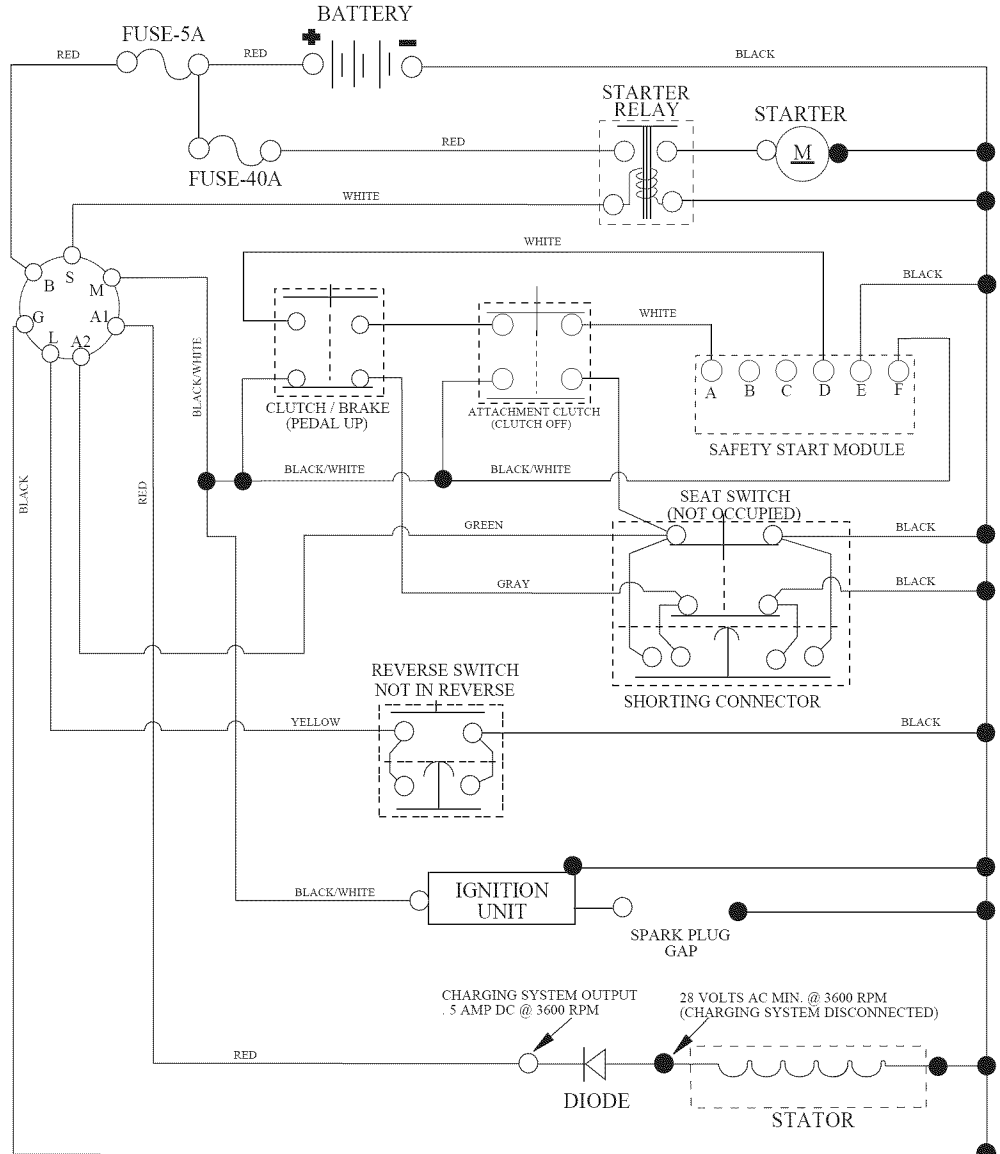 BATTERY
FUSE-5A
RED
RED
BLACK
STARTER
RELAY
STARTER
M
RED
FUSE-40A
WHITE
WHITE
B
S
M
G
A1
L
A2
BLACK
WHITE
BLACK/WHITE
A
B
C
D
E
F
CLUTCH / BRAKE
(PEDAL UP)
ATTACHMENT CLUTCH
(CLUTCH OFF)
SAFETY START MODULE
BLACK/WHITE
BLACK/WHITE
BLACK
RED
SEAT SWITCH
(NOT OCCUPIED)
GREEN
BLACK
GRAY
BLACK
REVERSE SWITCH
NOT IN REVERSE
SHORTING CONNECTOR
YELLOW
BLACK
BLACK/WHITE
IGNITION
UNIT
SPARK PLUG
GAP
CHARGING SYSTEM OUTPUT
. 5 AMP DC @ 3600 RPM
28 VOLTS AC MIN. @ 3600 RPM
(CHARGING SYSTEM DISCONNECTED)
RED
DIODE
STATOR